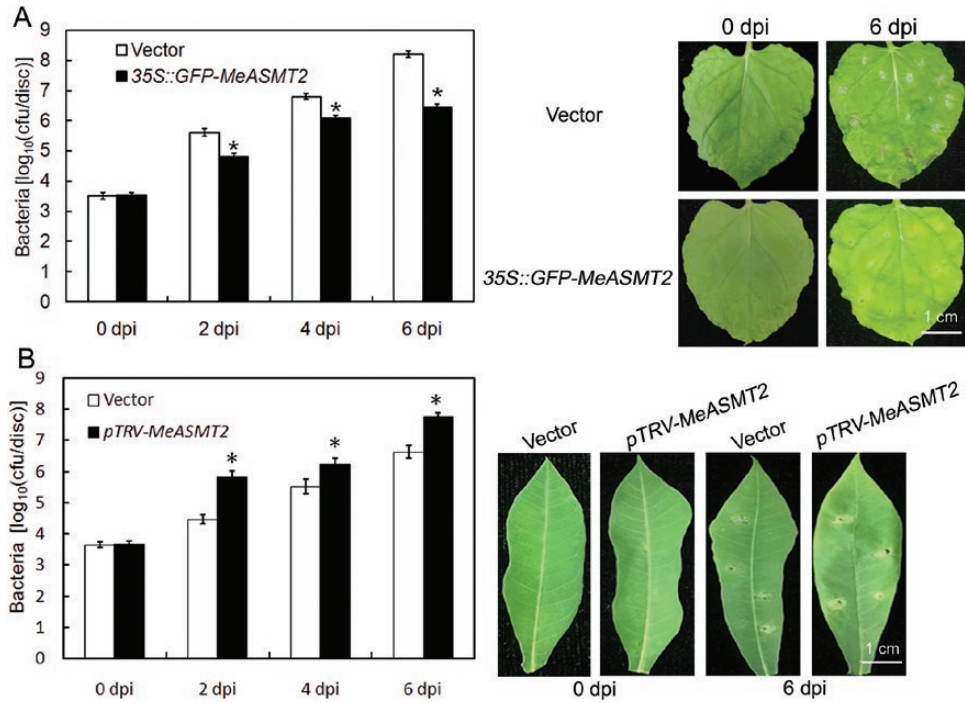 A
Bacteria [log10(cfu/disc)]
9
8
7
6
5
4
3
2
1
0
Vector
35S::GFP-MeASMT2
*
*
*
0 dpi
2 dpi
4 dpi
6 dpi
0 dpi
6 dpi
Vector
35S::GFP-MeASMT2
1 cm
B
Bacteria [log10(cfu/disc)]
9
8
7
6
5
4
3
2
1
0
Vector
pTRV-MeASMT2
*
*
*
0 dpi
2 dpi
4 dpi
6 dpi
Vector
pTRV-MeASMT2
Vector
pTRV-MeASMT2
1 cm
0 dpi
6 dpi